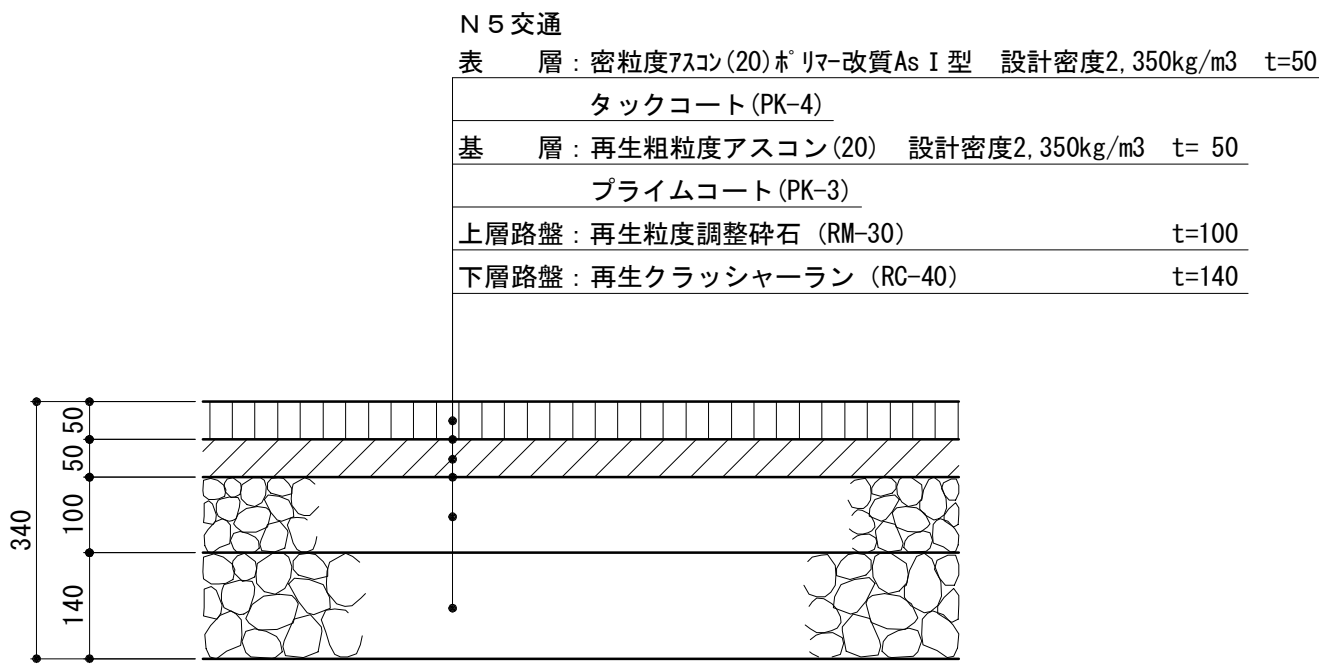 N5交通
表　層：密粒度ｱｽｺﾝ(20)ﾎﾟﾘﾏｰ改質AsⅠ型　設計密度2,350kg/m3　t=50
タックコート(PK-4)
基　層：再生粗粒度アスコン(20)　設計密度2,350kg/m3　t= 50
プライムコート(PK-3)
上層路盤：再生粒度調整砕石 (RM-30)　t=100
下層路盤：再生クラッシャーラン (RC-40)　t=140
50
50
100
140
340